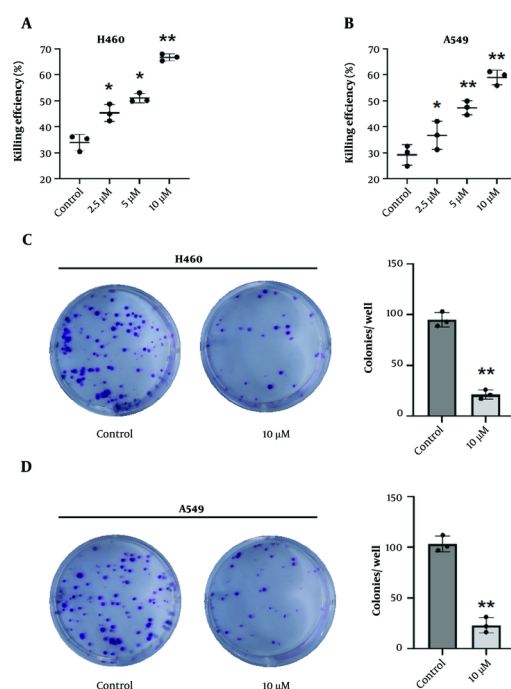 A
H460
Killing effciency (%)
70
60
50
40
30
20
*
*
**
Control
2.5 µM
5 µM
10 µM
B
A549
Killing effciency (%)
70
60
50
40
30
20
*
**
**
Control
2.5 µM
5 µM
10 µM
C
H460
Control
10 µM
Colonies/ well
150
100
50
0
**
Control
10 µM
D
A549
Control
10 µM
Colonies/ well
150
100
50
0
**
Control
10 µM